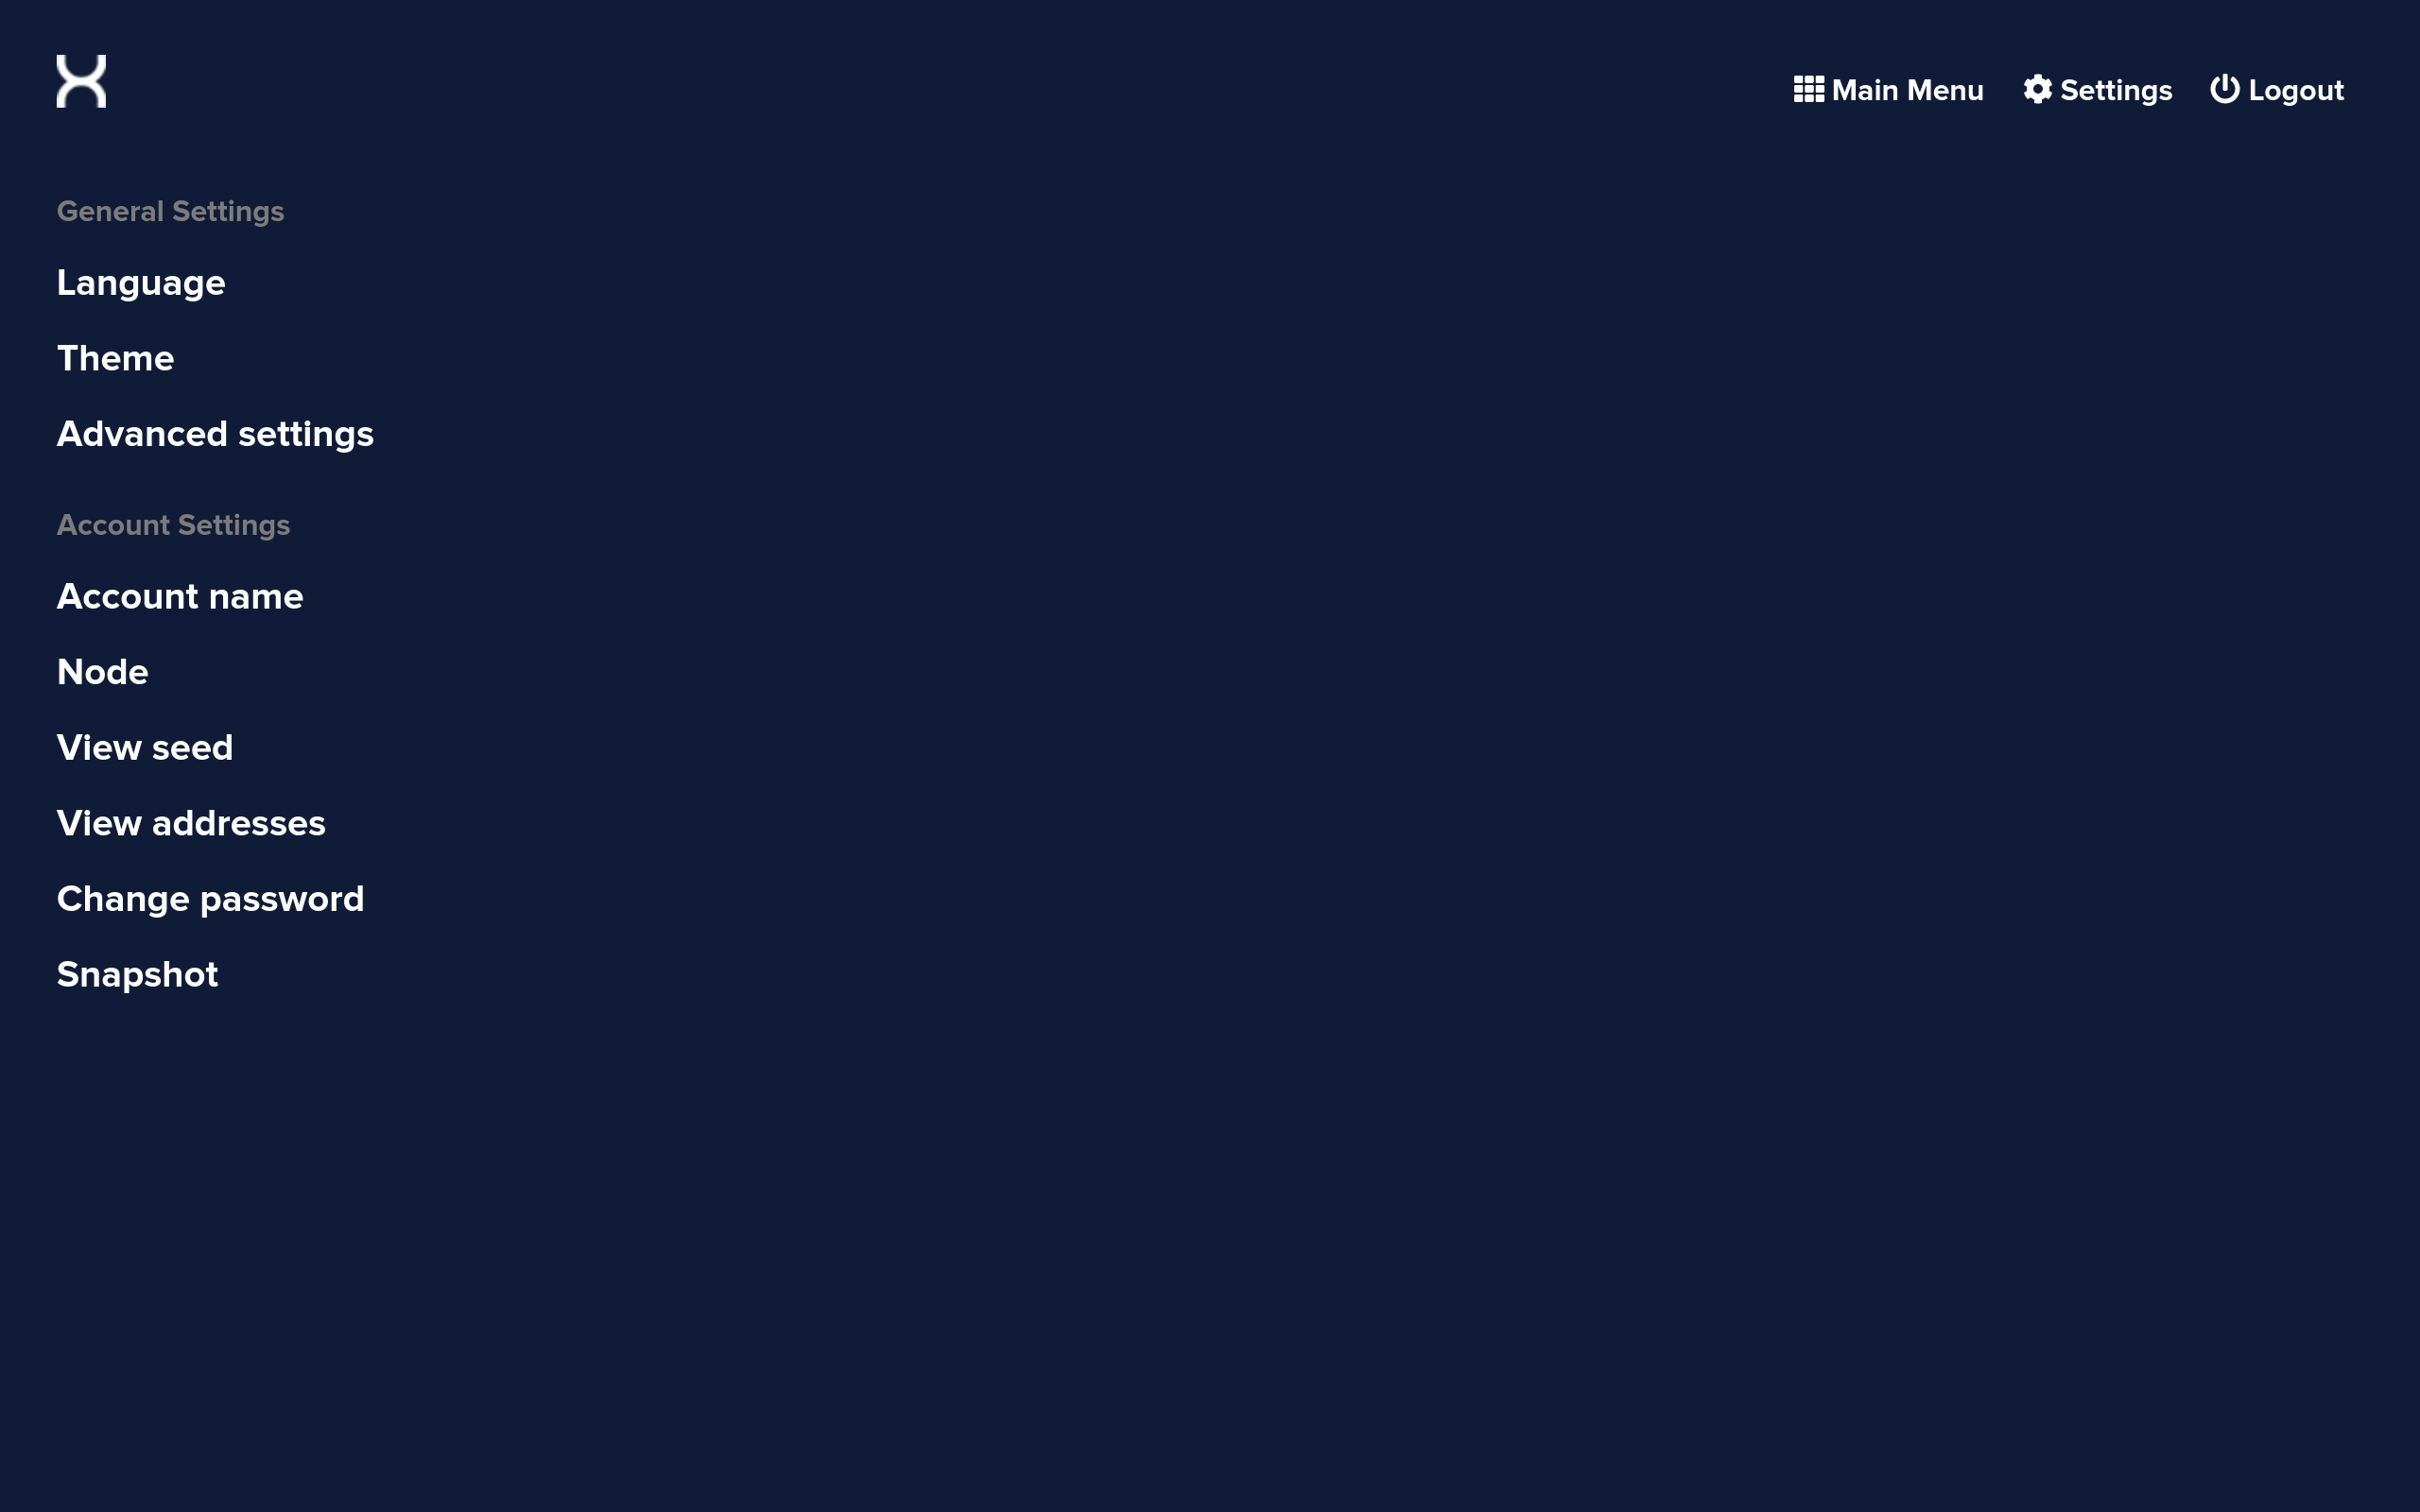 Main Menu Settings Logout
General Settings
Language
Theme
Advanced settings
Account Settings
Account name
Node
View seed
View addresses
Change password
Snapshot